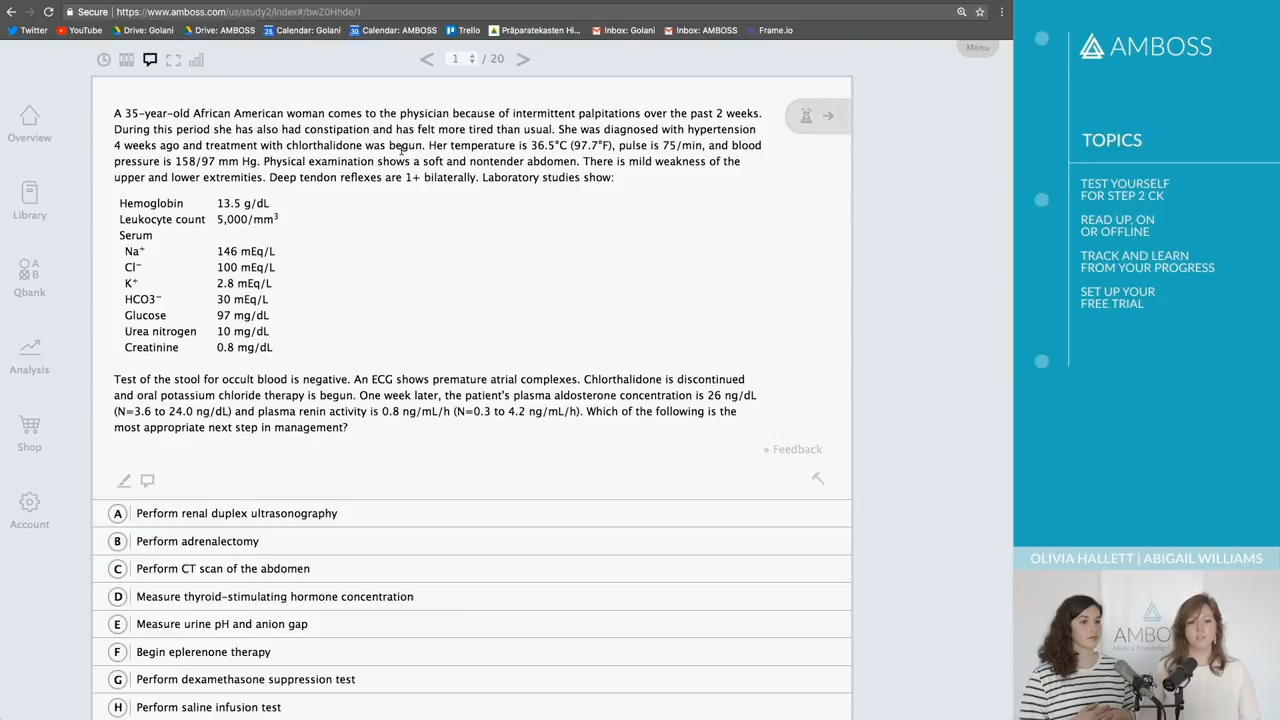 Secure | https://www.amboss.com/us/study2/index#/bwZ0Hhde/1
Twitter YouTube Drive: Golani Drive: AMBOSS Calendar: Golani Calendar: AMBOSS Trello Präparatekasten Hi... Inbox: Golani Inbox: AMBOSS Frame.io
1 / 20
Menu
Overview
Library
Qbank
Analysis
Shop
Account
A 35-year-old African American woman comes to the physician because of intermittent palpitations over the past 2 weeks.
During this period she has also had constipation and has felt more tired than usual. She was diagnosed with hypertension
4 weeks ago and treatment with chlorthalidone was begun. Her temperature is 36.5°C (97.7°F), pulse is 75/min, and blood
pressure is 158/97 mm Hg. Physical examination shows a soft and nontender abdomen. There is mild weakness of the
upper and lower extremities. Deep tendon reflexes are 1+ bilaterally. Laboratory studies show:
Hemoglobin 13.5 g/dL
Leukocyte count 5,000/mm³
Serum
Na⁺ 146 mEq/L
Cl⁻ 100 mEq/L
K⁺ 2.8 mEq/L
HCO3⁻ 30 mEq/L
Glucose 97 mg/dL
Urea nitrogen 10 mg/dL
Creatinine 0.8 mg/dL
Test of the stool for occult blood is negative. An ECG shows premature atrial complexes. Chlorthalidone is discontinued
and oral potassium chloride therapy is begun. One week later, the patient's plasma aldosterone concentration is 26 ng/dL
(N=3.6 to 24.0 ng/dL) and plasma renin activity is 0.8 ng/mL/h (N=0.3 to 4.2 ng/mL/h). Which of the following is the
most appropriate next step in management?
» Feedback
A Perform renal duplex ultrasonography
B Perform adrenalectomy
C Perform CT scan of the abdomen
D Measure thyroid-stimulating hormone concentration
E Measure urine pH and anion gap
F Begin eplerenone therapy
G Perform dexamethasone suppression test
H Perform saline infusion test
AMBOSS
TOPICS
TEST YOURSELF
FOR STEP 2 CK
READ UP, ON
OR OFFLINE
TRACK AND LEARN
FROM YOUR PROGRESS
SET UP YOUR
FREE TRIAL
OLIVIA HALLETT | ABIGAIL WILLIAMS
AMBO